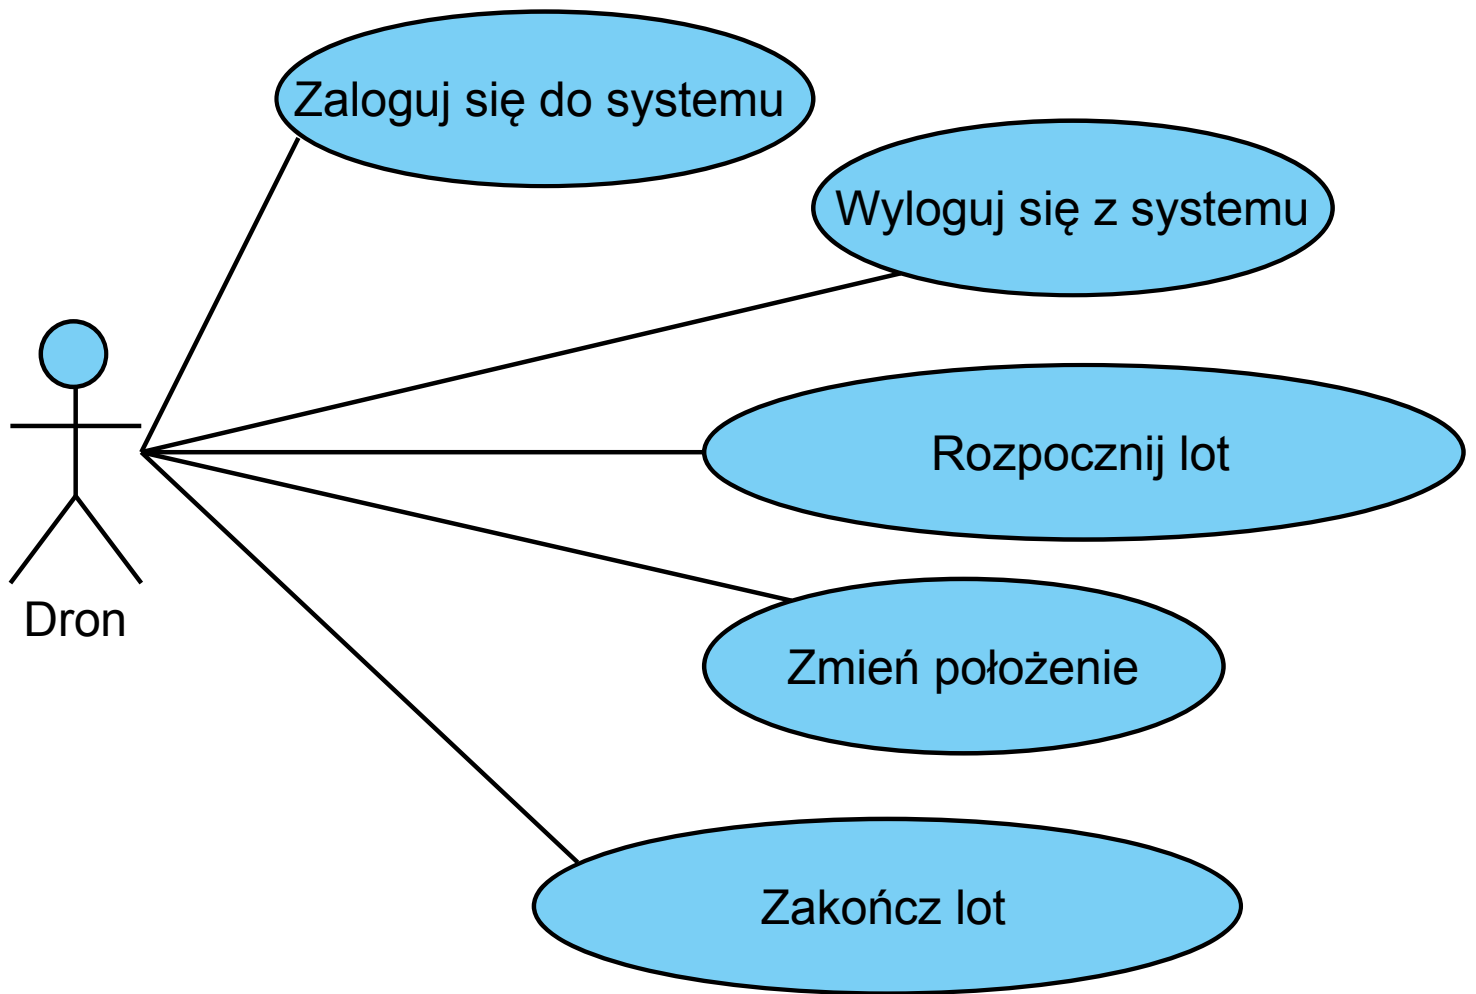 Zaloguj się do systemu
Wyloguj się z systemu
Rozpocznij lot
Dron
Zmień położenie
Zakończ lot